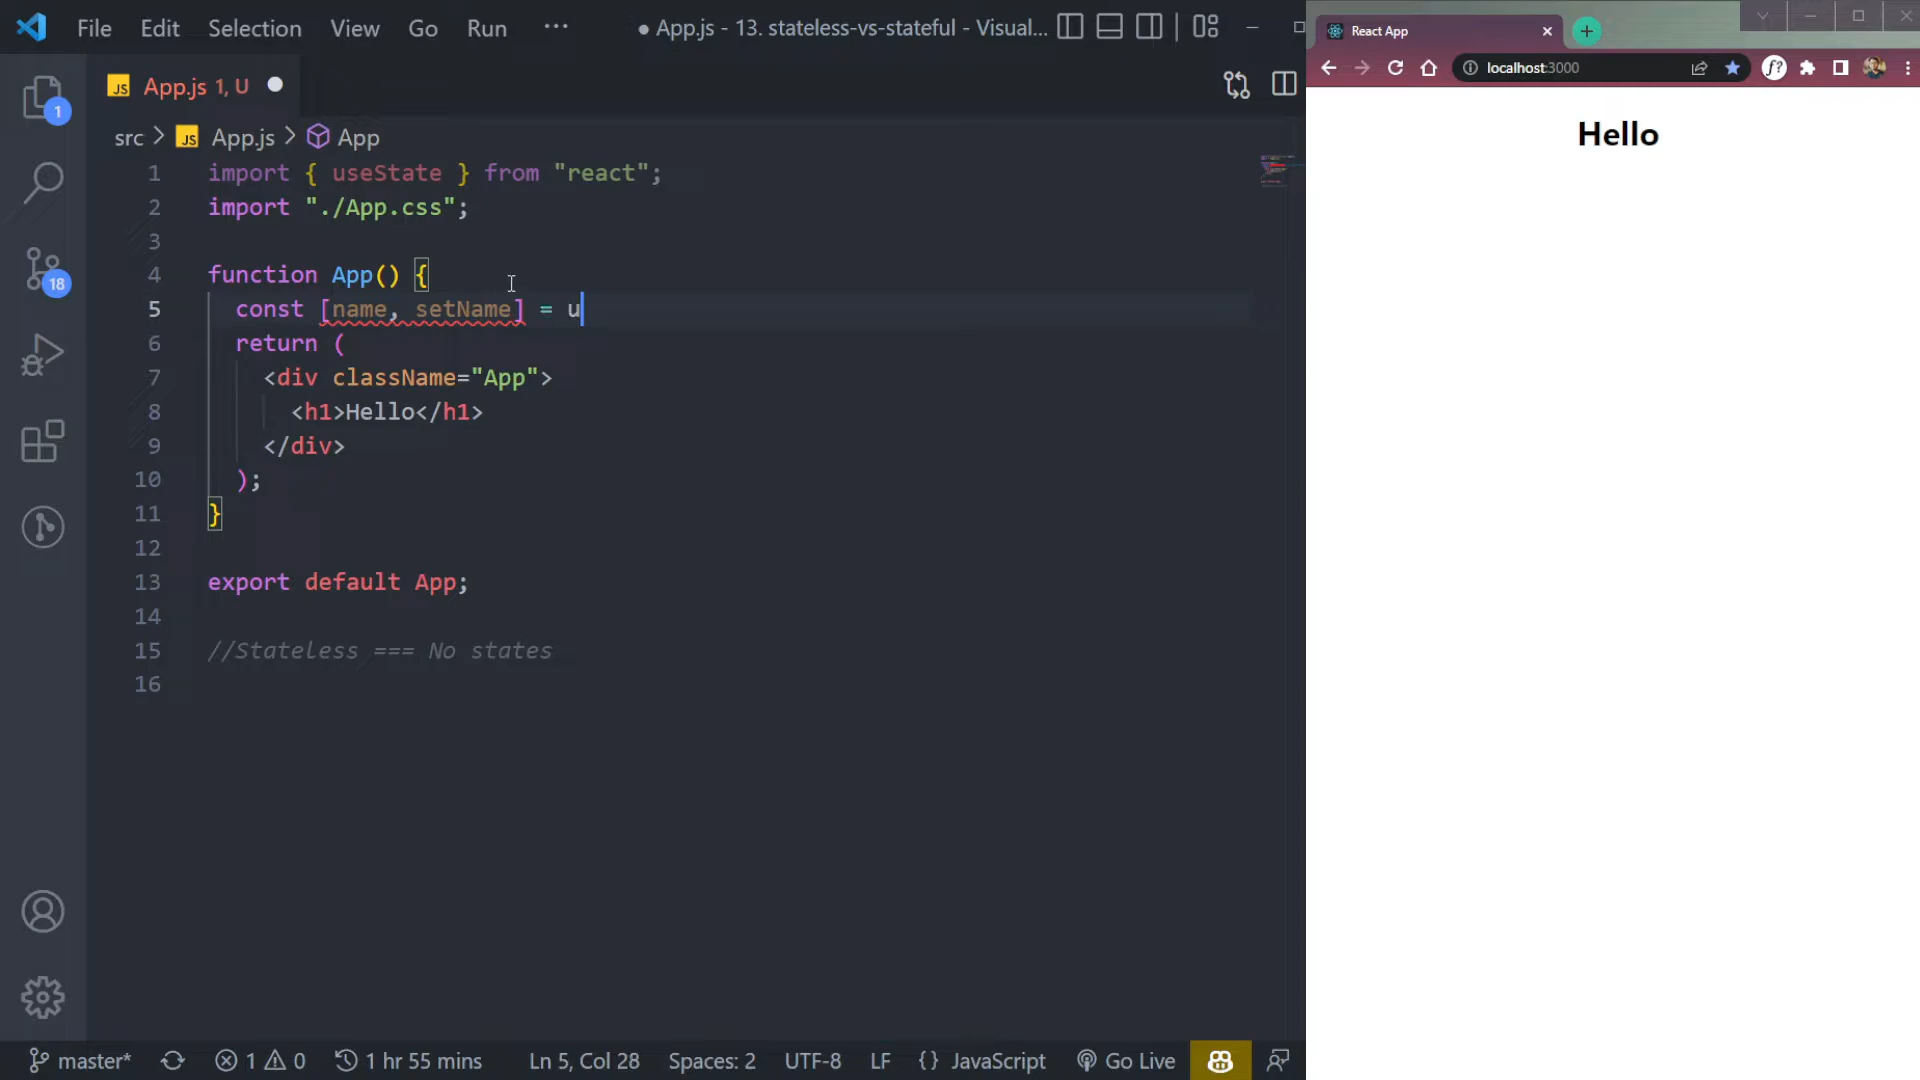 File Edit Selection View Go Run ··· ● App.js - 13. stateless-vs-stateful - Visual...
App.js 1, U
src > App.js > App
1 import { useState } from "react";
2 import "./App.css";
3
4 function App() {
5 const [name, setName] = u
6 return (
7 <div className="App">
8 <h1>Hello</h1>
9 </div>
10 );
11 }
12
13 export default App;
14
15 //Stateless === No states
16
1
18
master* 1 0 1 hr 55 mins Ln 5, Col 28 Spaces: 2 UTF-8 LF {} JavaScript Go Live
React App
localhost:3000
Hello